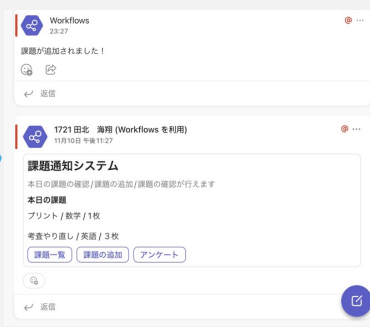 Workflows
23:27
課題が追加されました！
返信
1721 田北　海翔 (Workflows を利用)
11月10日 午後11:27
課題通知システム
本日の課題の確認/課題の追加/課題の確認が行えます
本日の課題
プリント / 数学 / 1枚
考査やり直し / 英語 / ３枚
課題一覧 課題の追加 アンケート
返信